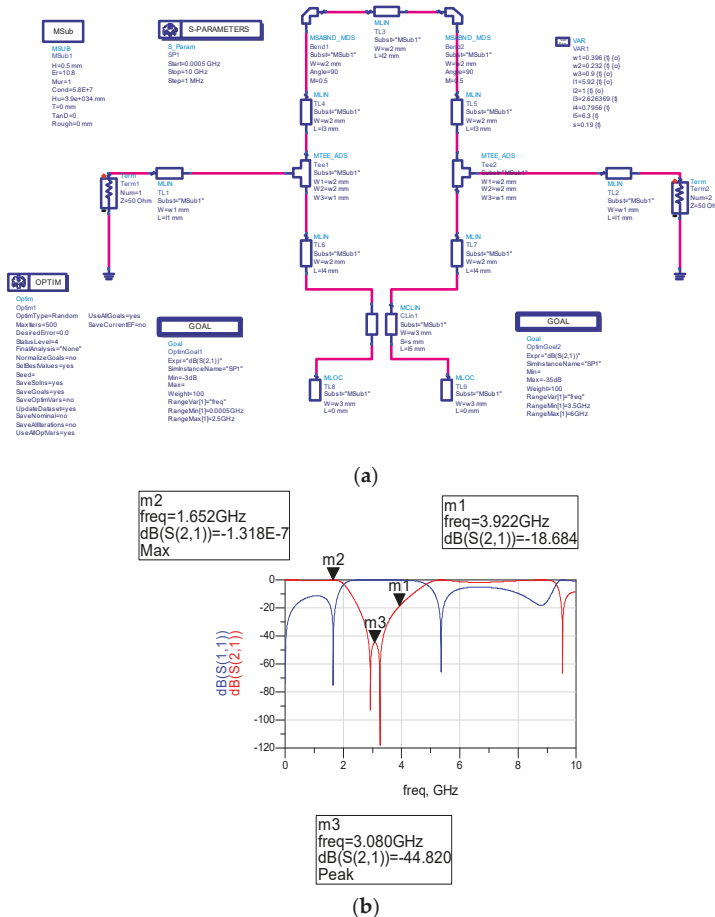 MSub
MSUB
MSub1
H=0.5 mm
Er=10.8
Mur=1
Cond=5.8E+7
Hu=3.9e+034 mm
T=0 mm
TanD=0
Rough=0 mm
S-PARAMETERS
S_Param
SP1
Start=0.0005 GHz
Stop=10 GHz
Step=1 MHz
MLIN
TL3
Subst="MSub1"
W=w2 mm
L=l2 mm
MSABND_MDS
Bend1
Subst="MSub1"
W=w2 mm
Angle=90
M=0.5
MSABND_MDS
Bend2
Subst="MSub1"
W=w2 mm
Angle=90
M=0.5
VAR
VAR1
w1=0.396 {t} {o}
w2=0.232 {t} {o}
w3=0.9 {t} {o}
l1=5.92 {t} {o}
l2=1 {t} {o}
l3=2.626369 {t}
l4=0.7956 {t}
l5=6.3 {t}
s=0.19 {t}
MLIN
TL4
Subst="MSub1"
W=w2 mm
L=l3 mm
MLIN
TL5
Subst="MSub1"
W=w2 mm
L=l3 mm
MTEE_ADS
Tee1
Subst="MSub1"
W1=w2 mm
W2=w2 mm
W3=w1 mm
MTEE_ADS
Tee2
Subst="MSub1"
W1=w2 mm
W2=w2 mm
W3=w1 mm
Term
Term1
Num=1
Z=50 Ohm
MLIN
TL1
Subst="MSub1"
W=w1 mm
L=l1 mm
MLIN
TL2
Subst="MSub1"
W=w1 mm
L=l1 mm
Term
Term2
Num=2
Z=50 Ohm
MLIN
TL6
Subst="MSub1"
W=w2 mm
L=l4 mm
MLIN
TL7
Subst="MSub1"
W=w2 mm
L=l4 mm
OPTIM
Optim
Optim1
OptimType=Random
MaxIters=500
DesiredError=0.0
StatusLevel=4
FinalAnalysis="None"
NormalizeGoals=no
SetBestValues=yes
Seed=
SaveSolns=yes
SaveGoals=yes
SaveOptimVars=no
UpdateDataset=yes
SaveNominal=no
SaveAllIterations=no
UseAllOptVars=yes
UseAllGoals=yes
SaveCurrentEF=no
GOAL
Goal
OptimGoal1
Expr="dB(S(2,1))"
SimInstanceName="SP1"
Min=-3dB
Max=
Weight=100
RangeVar[1]="freq"
RangeMin[1]=0.0005GHz
RangeMax[1]=2.5GHz
MCLIN
CLin1
Subst="MSub1"
W=w3 mm
S=s mm
L=l5 mm
GOAL
Goal
OptimGoal2
Expr="dB(S(2,1))"
SimInstanceName="SP1"
Min=
Max=-35dB
Weight=100
RangeVar[1]="freq"
RangeMin[1]=3.5GHz
RangeMax[1]=6GHz
MLOC
TL8
Subst="MSub1"
W=w3 mm
L=0 mm
MLOC
TL9
Subst="MSub1"
W=w3 mm
L=0 mm
(a)
m2
freq=1.652GHz
dB(S(2,1))=-1.318E-7
Max
m1
freq=3.922GHz
dB(S(2,1))=-18.684
m2
m1
m3
dB(S(1,1))
dB(S(2,1))
0
-20
-40
-60
-80
-100
-120
0 2 4 6 8 10
freq, GHz
m3
freq=3.080GHz
dB(S(2,1))=-44.820
Peak
(b)